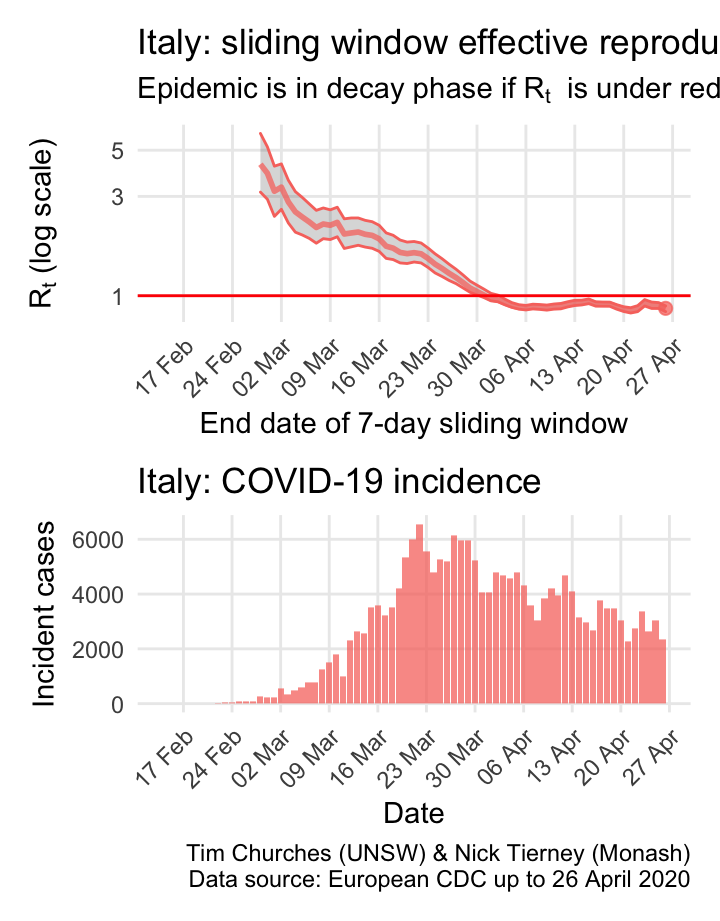 Italy: sliding window effective reprodu
Epidemic is in decay phase if Rt is under red
Rt (log scale)
5
3
1
17 Feb
24 Feb
02 Mar
09 Mar
16 Mar
23 Mar
30 Mar
06 Apr
13 Apr
20 Apr
27 Apr
End date of 7-day sliding window
Italy: COVID-19 incidence
Incident cases
6000
4000
2000
0
17 Feb
24 Feb
02 Mar
09 Mar
16 Mar
23 Mar
30 Mar
06 Apr
13 Apr
20 Apr
27 Apr
Date
Tim Churches (UNSW) & Nick Tierney (Monash)
Data source: European CDC up to 26 April 2020